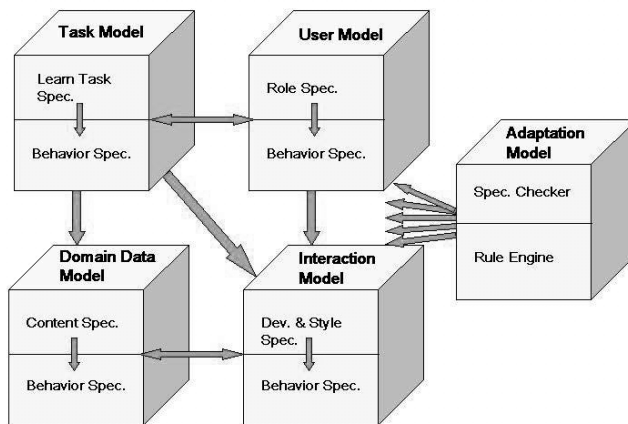 Task Model
Learn Task
Spec.
Behavior Spec.
User Model
Role Spec.
Behavior Spec.
Adaptation
Model
Spec. Checker
Rule Engine
Domain Data
Model
Content Spec.
Behavior Spec.
Interaction
Model
Dev. & Style
Spec.
Behavior Spec.